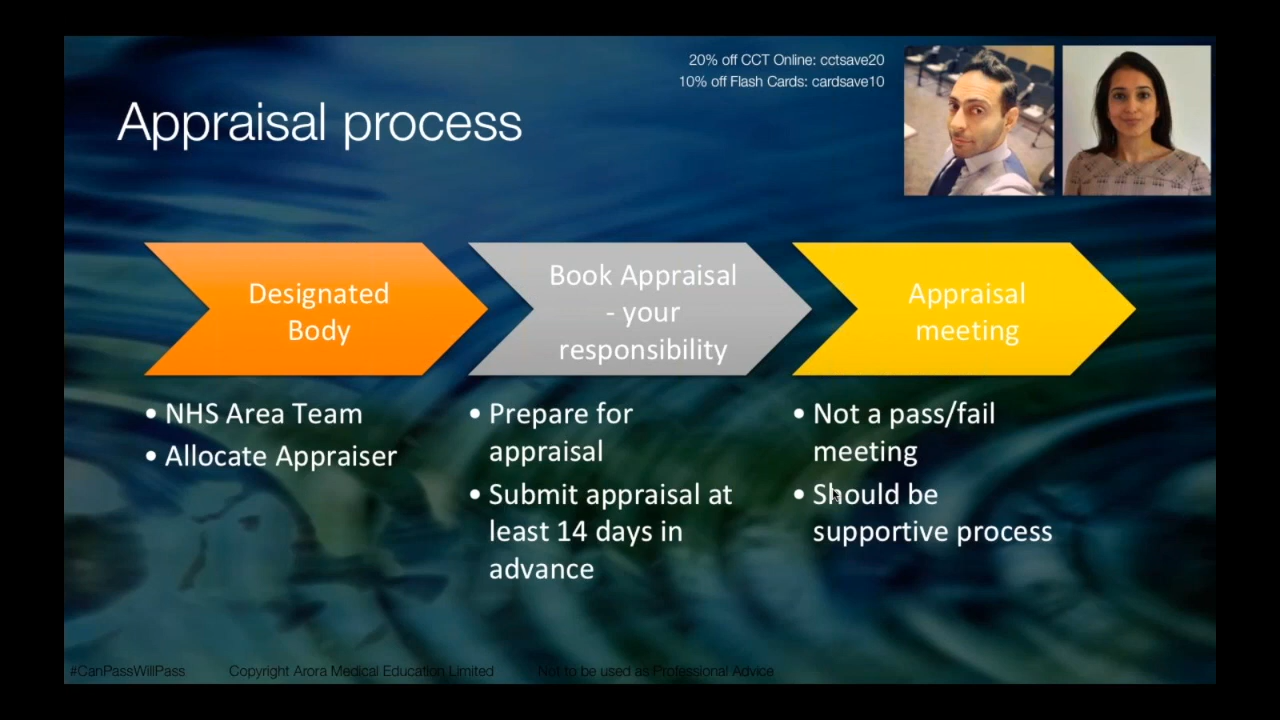 20% off CCT Online: cctsave20
10% off Flash Cards: cardsave10
Appraisal process
Designated
Body
• NHS Area Team
• Allocate Appraiser
Book Appraisal
- your
responsibility
• Prepare for
appraisal
• Submit appraisal at
least 14 days in
advance
Appraisal
meeting
• Not a pass/fail
meeting
• Should be
supportive process
#CanPassWillPass
Copyright Arora Medical Education Limited
Not to be used as Professional Advice